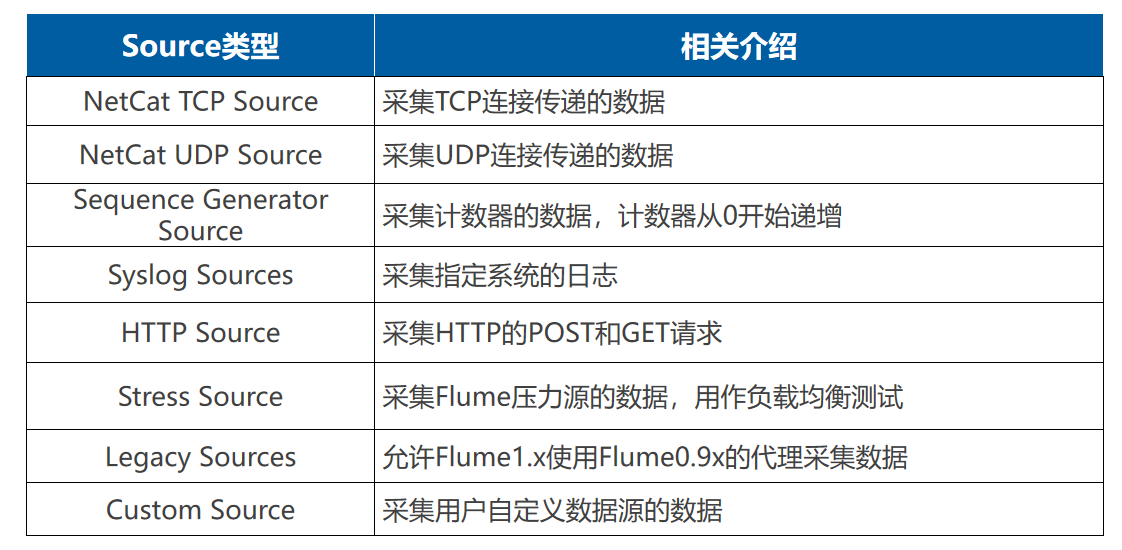 Source类型
相关介绍
NetCat TCP Source
采集TCP连接传递的数据
NetCat UDP Source
采集UDP连接传递的数据
Sequence Generator
Source
采集计数器的数据，计数器从0开始递增
Syslog Sources
采集指定系统的日志
HTTP Source
采集HTTP的POST和GET请求
Stress Source
采集Flume压力源的数据，用作负载均衡测试
Legacy Sources
允许Flume1.x使用Flume0.9x的代理采集数据
Custom Source
采集用户自定义数据源的数据